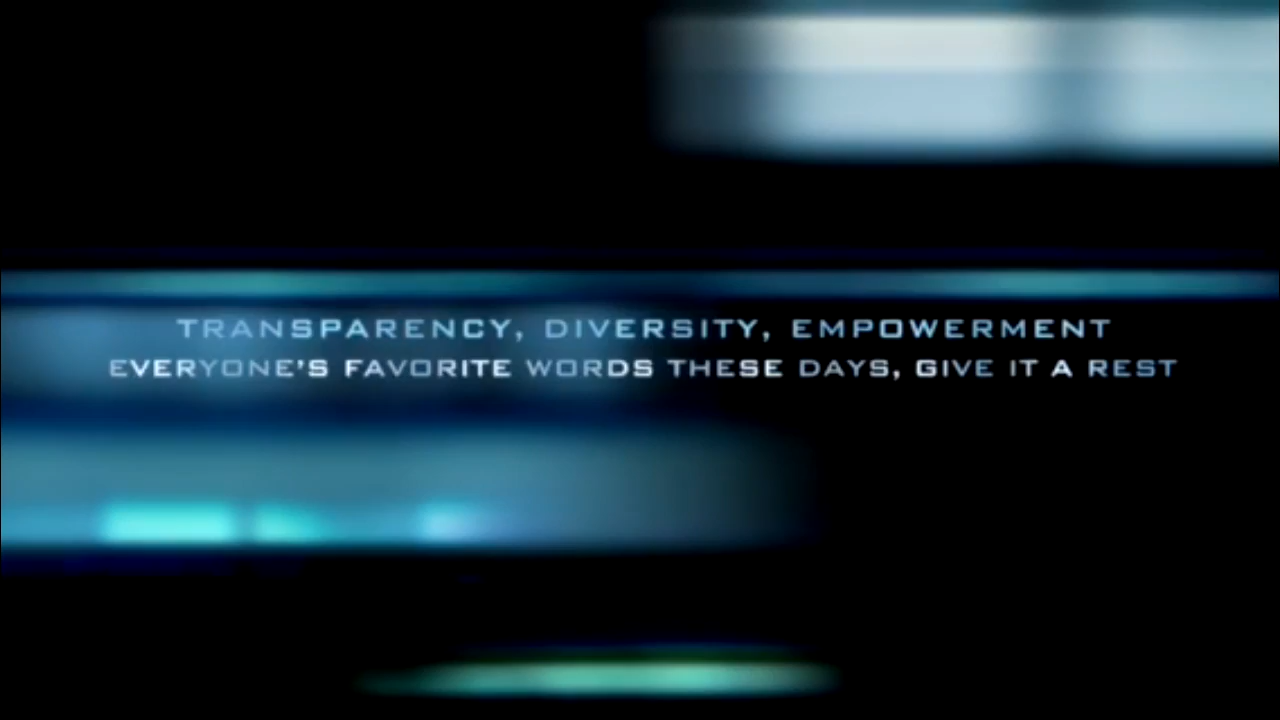 TRANSPARENCY, DIVERSITY, EMPOWERMENT
EVERYONE'S FAVORITE WORDS THESE DAYS, GIVE IT A REST